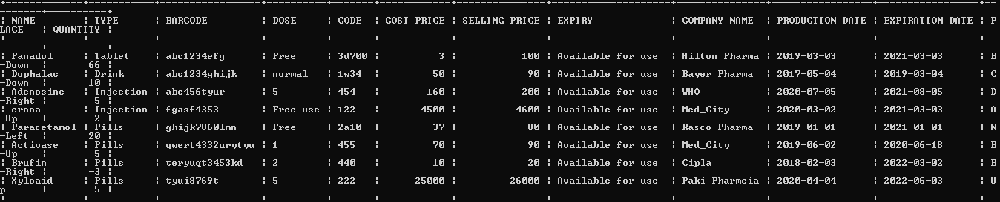 | NAME | TYPE | BARCODE | DOSE | CODE | COST_PRICE | SELLING_PRICE | EXPIRY | COMPANY_NAME | PRODUCTION_DATE | EXPIRATION_DATE | P
LACE | QUANTITY |
| Panadol | Tablet | abc1234efg | Free | 3d700 | 3 | 100 | Available for use | Hilton Pharma | 2019-03-03 | 2021-03-03 | B
-Down | 66 |
| Dophalac | Drink | abc1234ghijk | normal | 1w34 | 50 | 90 | Available for use | Bayer Pharma | 2017-05-04 | 2019-03-04 | C
-Down | 10 |
| Adenosine | Injection | abc456tyur | 5 | 454 | 160 | 200 | Available for use | WHO | 2020-07-05 | 2021-08-05 | D
-Right | 5 |
| crona | Injection | fgasf4353 | Free use | 122 | 4500 | 4600 | Available for use | Med_City | 2020-03-02 | 2021-03-03 | A
-Up | 2 |
| Paracetamol | Pills | ghijk7860lmn | Free | 2a10 | 37 | 80 | Available for use | Rasco Pharma | 2019-01-01 | 2021-01-01 | N
-Left | 20 |
| Activase | Pills | qwert4332urytyu | 1 | 455 | 70 | 90 | Available for use | Med_City | 2019-06-02 | 2020-06-18 | B
-Up | 5 |
| Brufin | Pills | teryuqt3453kd | 2 | 440 | 10 | 20 | Available for use | Cipla | 2018-02-03 | 2022-03-02 | B
-Right | -3 |
| Xyloaid | Pills | tyui8769t | 5 | 222 | 25000 | 26000 | Available for use | Paki_Pharmcia | 2020-04-04 | 2022-06-03 | U
p | 5 |